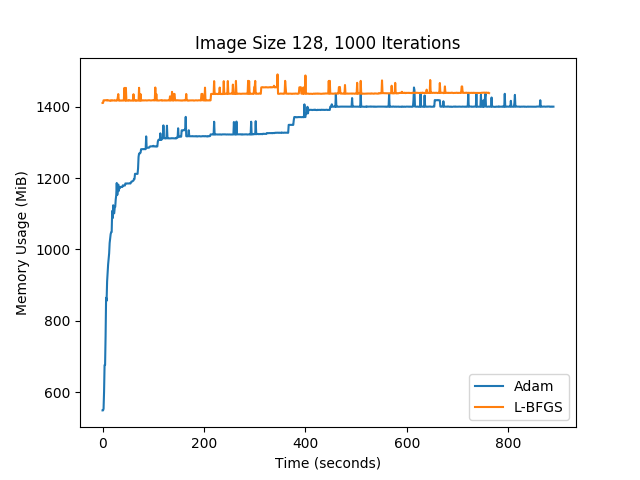 Image Size 128, 1000 Iterations
Memory Usage (MiB)
1400
1200
1000
800
600
0
200
400
600
800
Time (seconds)
Adam
L-BFGS